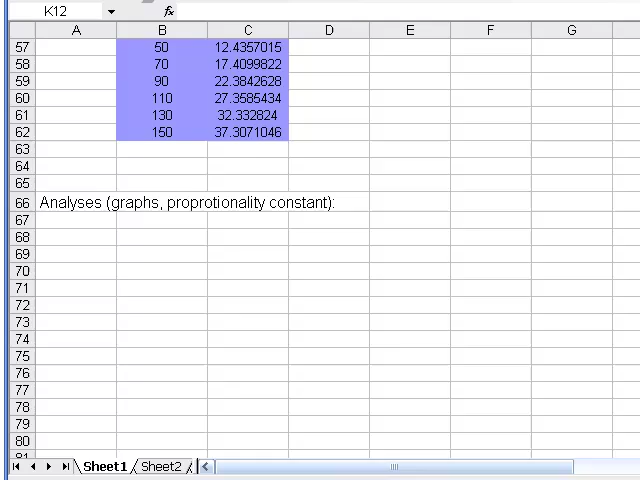 K12 fx
A B C D E F G
57 50 12.4357015
58 70 17.4099822
59 90 22.3842628
60 110 27.3585434
61 130 32.332824
62 150 37.3071046
63
64
65
66 Analyses (graphs, proprotionality constant):
67
68
69
70
71
72
73
74
75
76
77
78
79
80
81
Sheet1 Sheet2